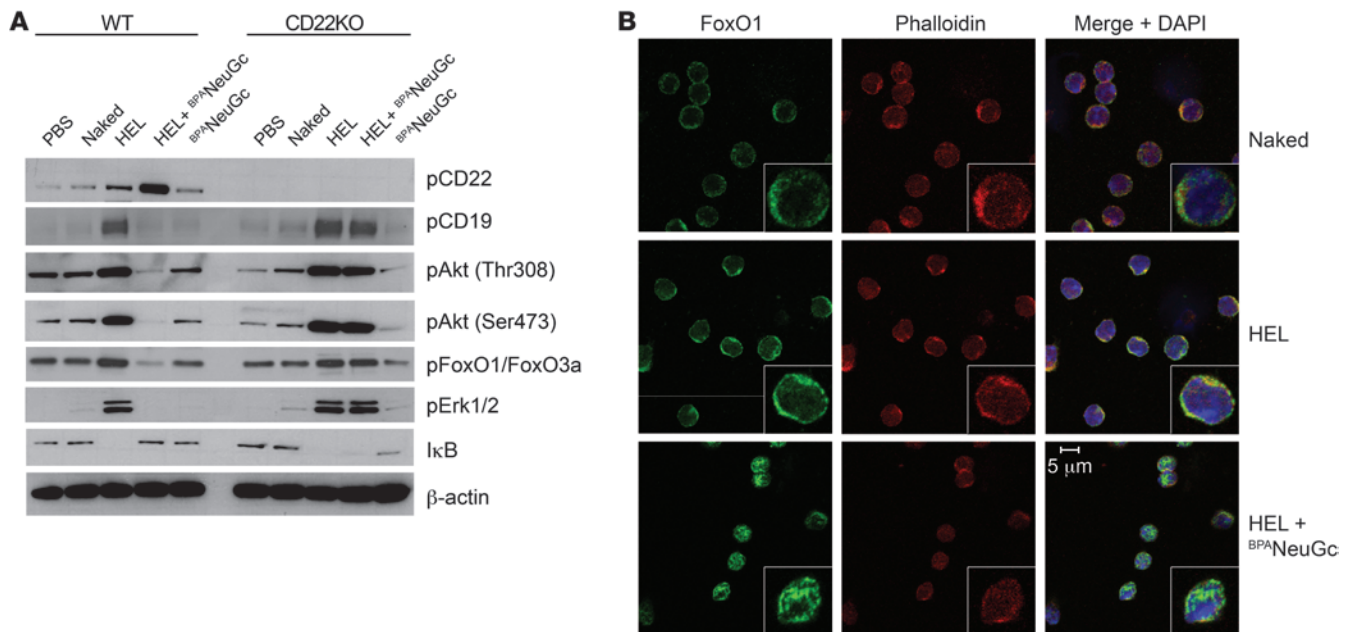 A
WT CD22KO
PBS Naked HEL HEL+ BPANeuGc BPANeuGc PBS Naked HEL HEL+ BPANeuGc BPANeuGc
pCD22
pCD19
pAkt (Thr308)
pAkt (Ser473)
pFoxO1/FoxO3a
pErk1/2
IκB
β-actin
B
FoxO1 Phalloidin Merge + DAPI
Naked
HEL
5 μm
HEL +
BPANeuGc